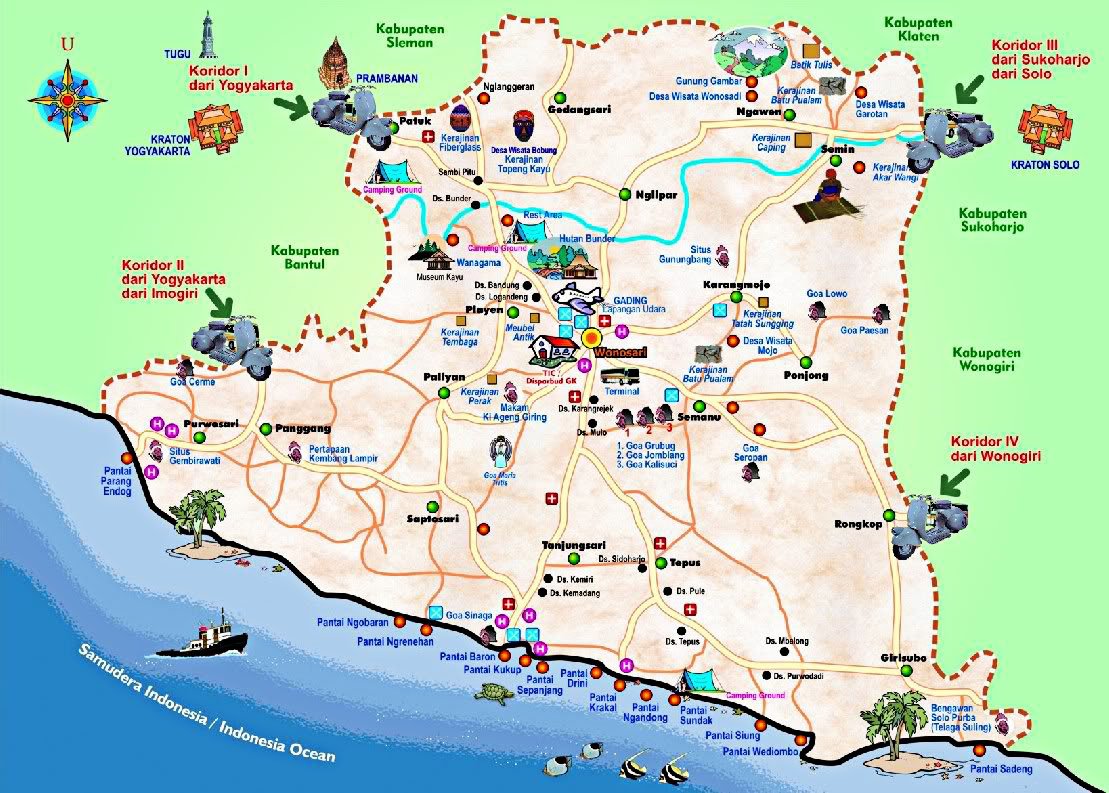 U
TUGU
Koridor I
dari Yogyakarta
PRAMBANAN
KRATON
YOGYAKARTA
Kabupaten
Sleman
Kabupaten
Klaten
Koridor III
dari Sukoharjo
dari Solo
KRATON SOLO
Nglanggeran
Gedangsari
Patuk
Kerajinan
Fiberglass
Desa Wisata Bobung
Kerajinan
Topeng Kayu
Gunung Gambar
Desa Wisata Wonosadi
Batik Tulis
Kerajinan
Batu Pualam
Desa Wisata
Garotan
Ngawen
Kerajinan
Caping
Semin
Kerajinan
Akar Wangi
Camping Ground
Sambi Pitu
Ds. Bunder
Nglipar
Kabupaten
Sukoharjo
Kabupaten
Bantul
Rest Area
Camping Ground
Hutan Bunder
Wanagama
Museum Kayu
Situs
Gunungbang
Koridor II
dari Yogyakarta
dari Imogiri
Ds. Bandung
Ds. Logandeng
Playen
GADING
Lapangan Udara
Karangmojo
Kerajinan
Tatah Sungging
Goa Lowo
Goa Paesan
Kerajinan
Tembaga
Meubel
Antik
Wonosari
Desa Wisata
Mojo
Kerajinan
Batu Pualam
Ponjong
Kabupaten
Wonogiri
TIC /
Disparbud GK
Terminal
Goa Cerme
Paliyan
Kerajinan
Perak
Makam
Ki Ageng Giring
Ds. Karangrejek
Ds. Mulo
1 2 3
1. Goa Grubug
2. Goa Jomblang
3. Goa Kalisuci
Semanu
Goa
Seropan
Koridor IV
dari Wonogiri
Purwosari
Panggang
Situs
Gembirawati
Pertapaan
Kembang Lampir
Goa Maria
Tritis
Pantai
Parang
Endog
Saptosari
Rongkop
Tanjungsari
Ds. Sidoharjo
Tepus
Ds. Kemiri
Ds. Kemadang
Ds. Pule
Ds. Tepus
Ds. Mbalong
Ds. Purwodadi
Girisubo
Goa Sinaga
Pantai Ngobaran
Pantai Ngrenehan
Pantai Baron
Pantai Kukup
Pantai
Sepanjang
Pantai
Drini
Pantai
Krakal
Pantai
Ngandong
Pantai
Sundak
Camping Ground
Pantai Siung
Pantai Wediombo
Bengawan
Solo Purba
(Telaga Suling)
Pantai Sadeng
Samudera Indonesia / Indonesia Ocean
H
H
H
H
H
H
H
H
H